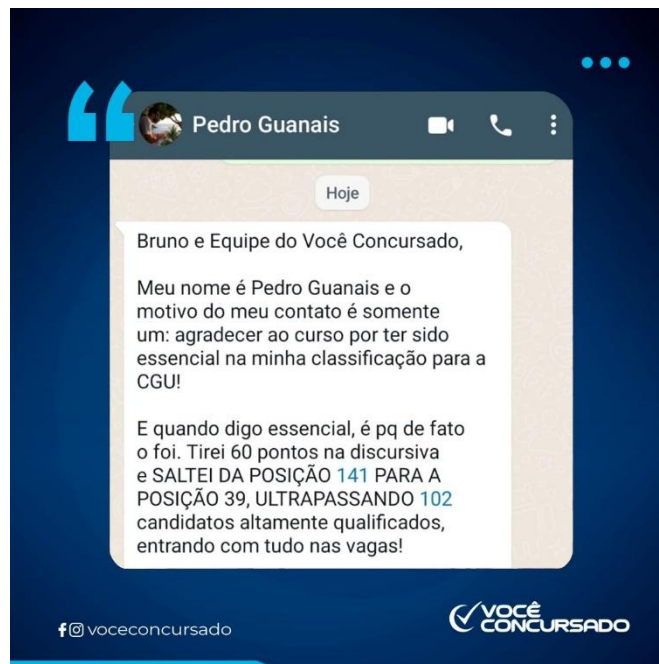 Pedro Guanais
Hoje
Bruno e Equipe do Você Concursado,
Meu nome é Pedro Guanais e o
motivo do meu contato é somente
um: agradecer ao curso por ter sido
essencial na minha classificação para a
CGU!
E quando digo essencial, é pq de fato
o foi. Tirei 60 pontos na discursiva
e SALTEI DA POSIÇÃO 141 PARA A
POSIÇÃO 39, ULTRAPASSANDO 102
candidatos altamente qualificados,
entrando com tudo nas vagas!
voceconcursado
VOCÊ
CONCURSADO